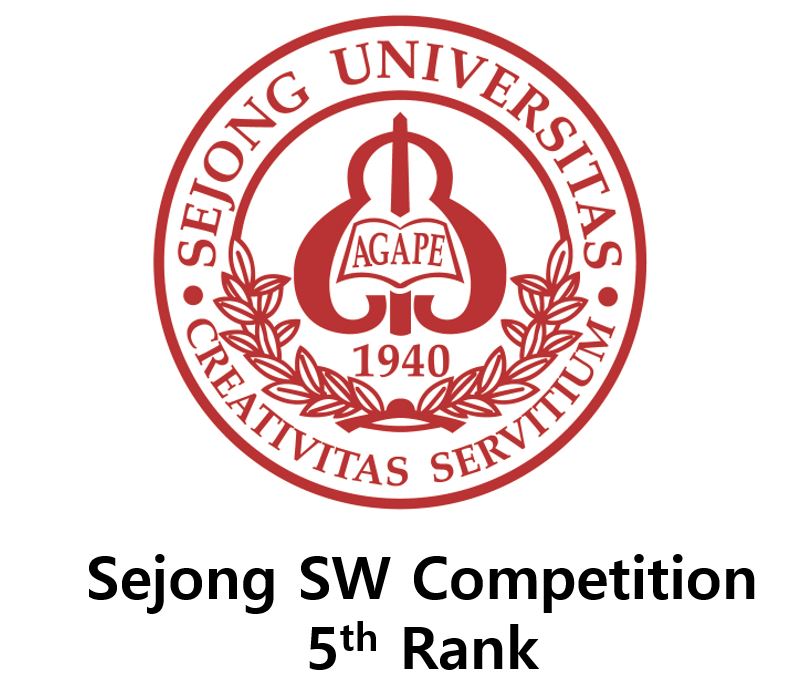 SEJONG UNIVERSITAS
AGAPE
1940
CREATIVITAS SERVITIUM
Sejong SW Competition
5th Rank